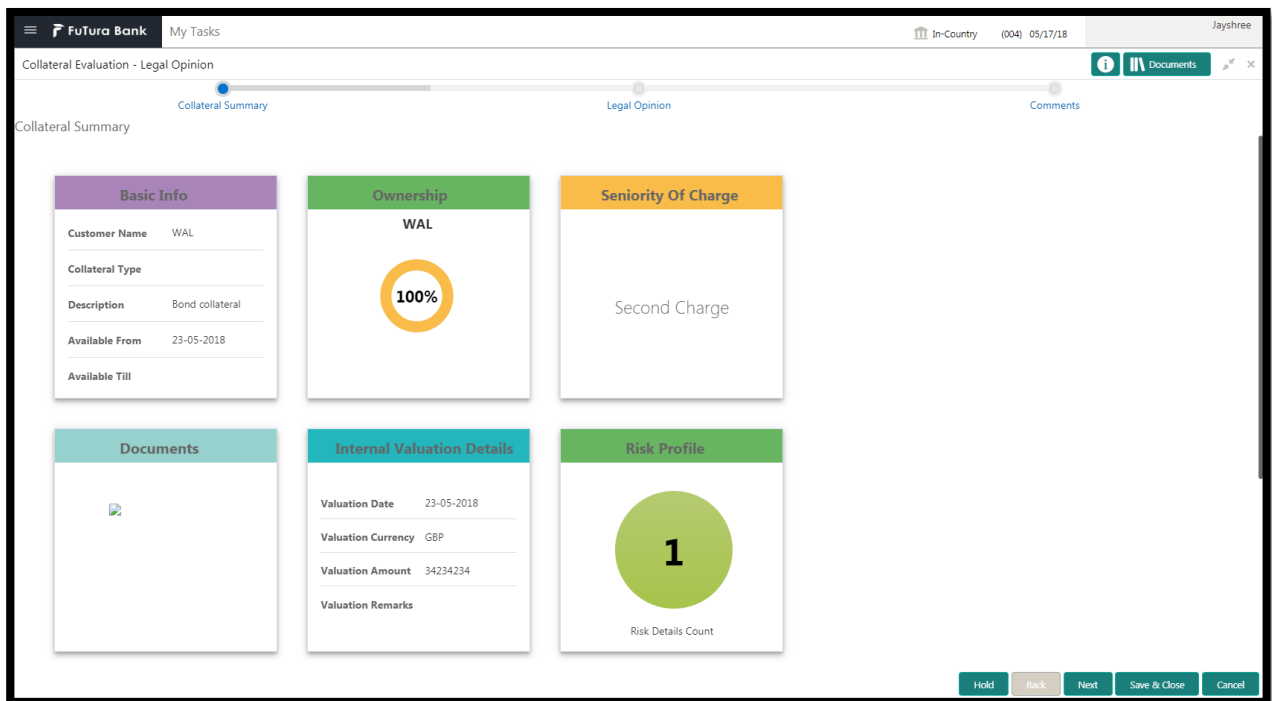 FuTura Bank My Tasks In-Country (004) 05/17/18 Jayshree
Collateral Evaluation - Legal Opinion i Documents
Collateral Summary Legal Opinion Comments
Collateral Summary
Basic Info
Customer Name WAL
Collateral Type
Description Bond collateral
Available From 23-05-2018
Available Till
Ownership
WAL
100%
Seniority Of Charge
Second Charge
Documents
Internal Valuation Details
Valuation Date 23-05-2018
Valuation Currency GBP
Valuation Amount 34234234
Valuation Remarks
Risk Profile
1
Risk Details Count
Hold Back Next Save & Close Cancel